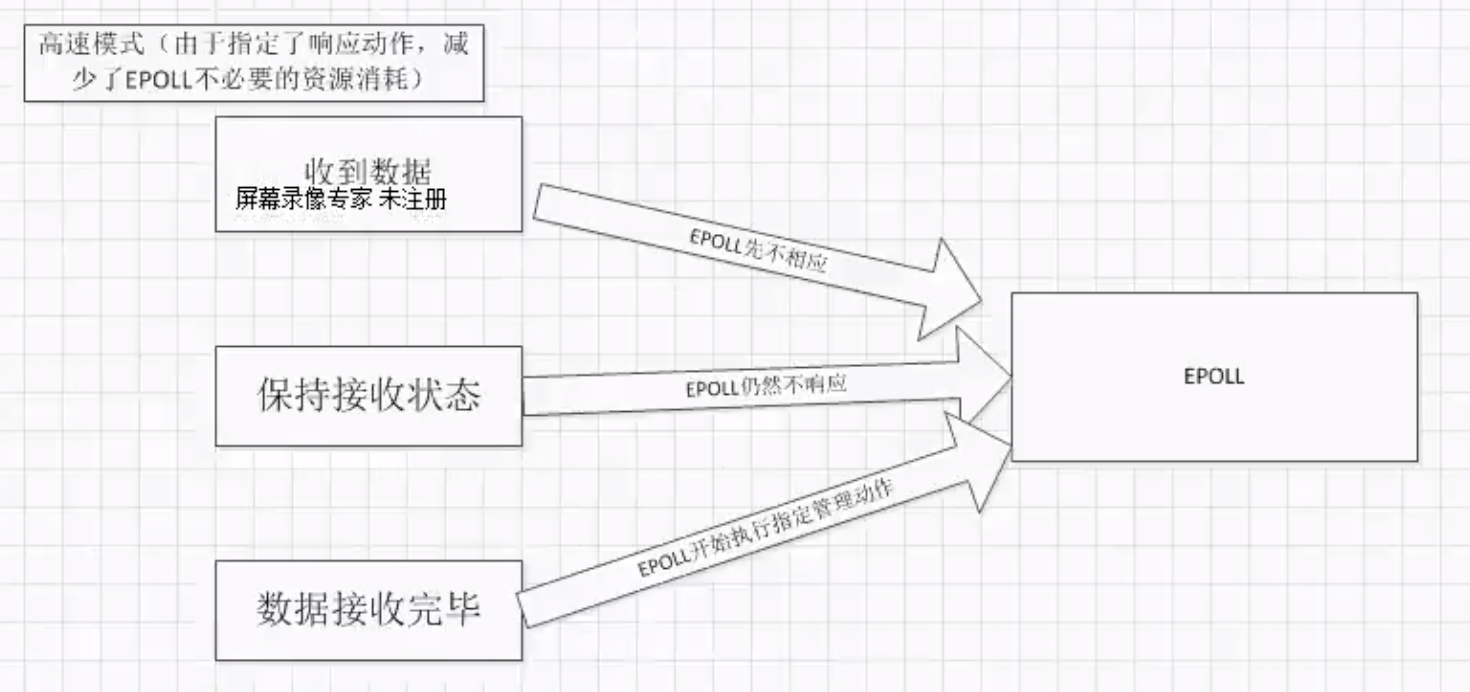 高速模式（由于指定了响应动作，减
少了EPOLL不必要的资源消耗）
收到数据
屏幕录像专家 未注册
EPOLL先不相应
保持接收状态
EPOLL仍然不响应
EPOLL
数据接收完毕
EPOLL开始执行指定管理动作